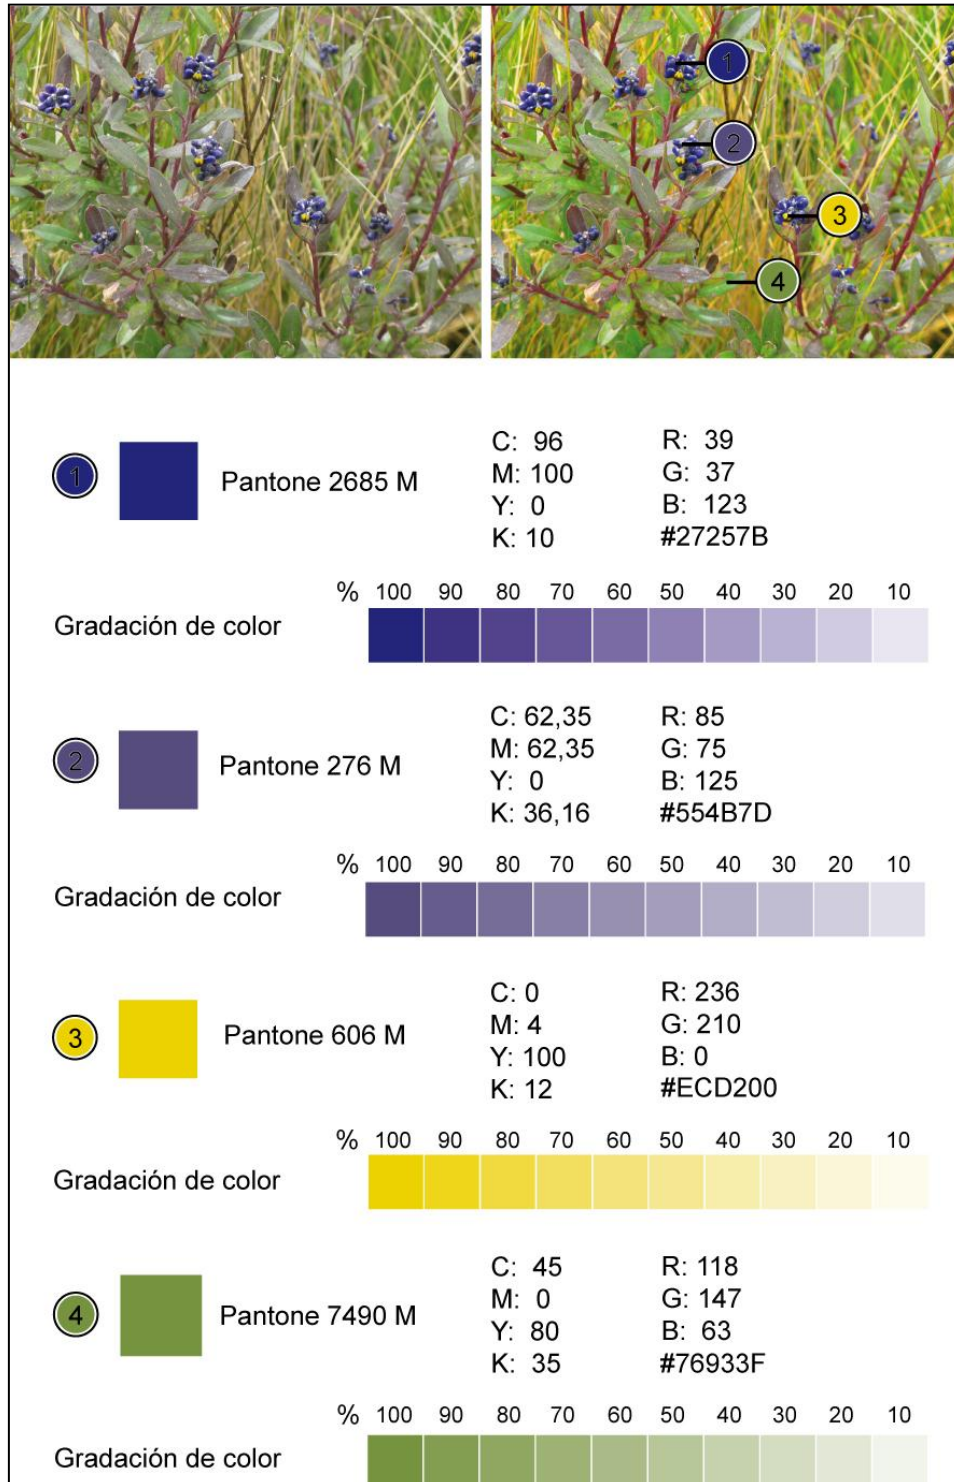 1
2
3
4
1 Pantone 2685 M
C: 96 R: 39
M: 100 G: 37
Y: 0 B: 123
K: 10 #27257B
% 100 90 80 70 60 50 40 30 20 10
Gradación de color
2 Pantone 276 M
C: 62,35 R: 85
M: 62,35 G: 75
Y: 0 B: 125
K: 36,16 #554B7D
% 100 90 80 70 60 50 40 30 20 10
Gradación de color
3 Pantone 606 M
C: 0 R: 236
M: 4 G: 210
Y: 100 B: 0
K: 12 #ECD200
% 100 90 80 70 60 50 40 30 20 10
Gradación de color
4 Pantone 7490 M
C: 45 R: 118
M: 0 G: 147
Y: 80 B: 63
K: 35 #76933F
% 100 90 80 70 60 50 40 30 20 10
Gradación de color